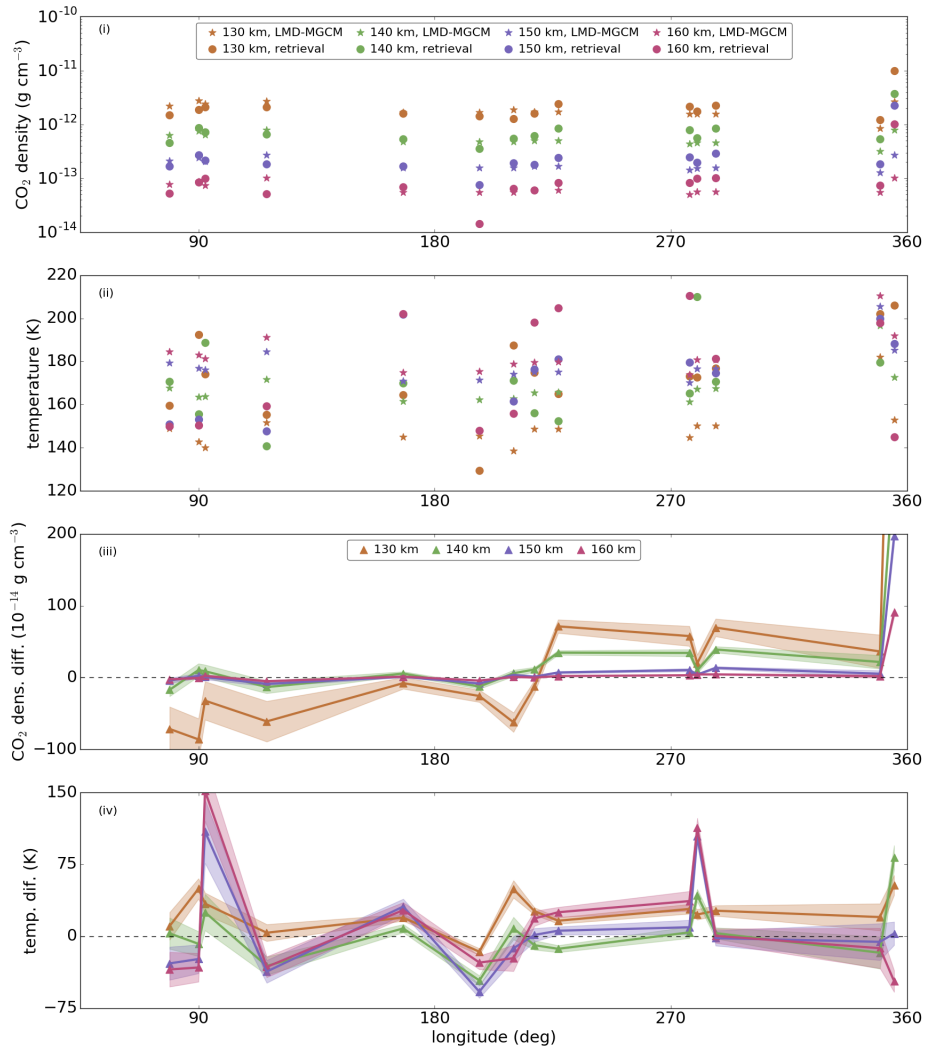 (i)
130 km, LMD-MGCM 140 km, LMD-MGCM 150 km, LMD-MGCM 160 km, LMD-MGCM
130 km, retrieval 140 km, retrieval 150 km, retrieval 160 km, retrieval
CO₂ density (g cm⁻³)
10⁻¹⁰
10⁻¹¹
10⁻¹²
10⁻¹³
10⁻¹⁴
90 180 270 360
(ii)
temperature (K)
220
200
180
160
140
120
90 180 270 360
(iii)
130 km 140 km 150 km 160 km
CO₂ dens. diff. (10⁻¹⁴ g cm⁻³)
200
100
0
−100
90 180 270 360
(iv)
temp. dif. (K)
150
75
0
−75
90 180 270 360
longitude (deg)